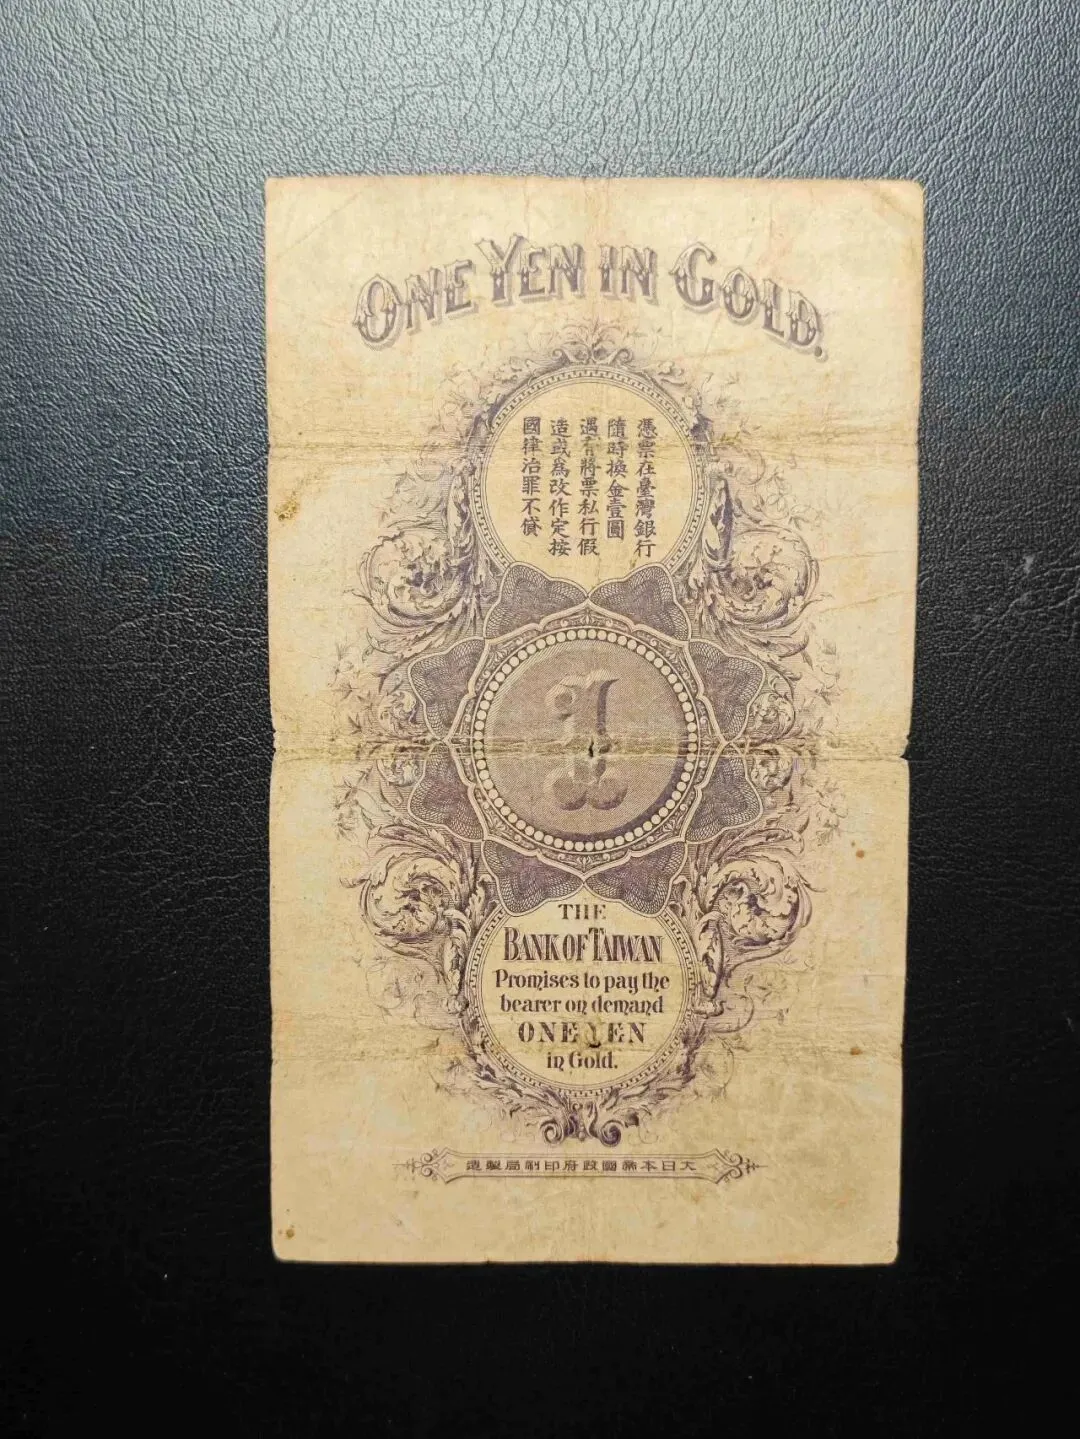 ONE YEN IN GOLD.
憑票在臺灣銀行
隨時換金壹圓
遇有將票私行假
造或爲改作定按
國律治罪不貸
1
THE
BANK OF TAIWAN
Promises to pay the
bearer on demand
ONE YEN
in Gold.
大日本帝國政府印刷局製造